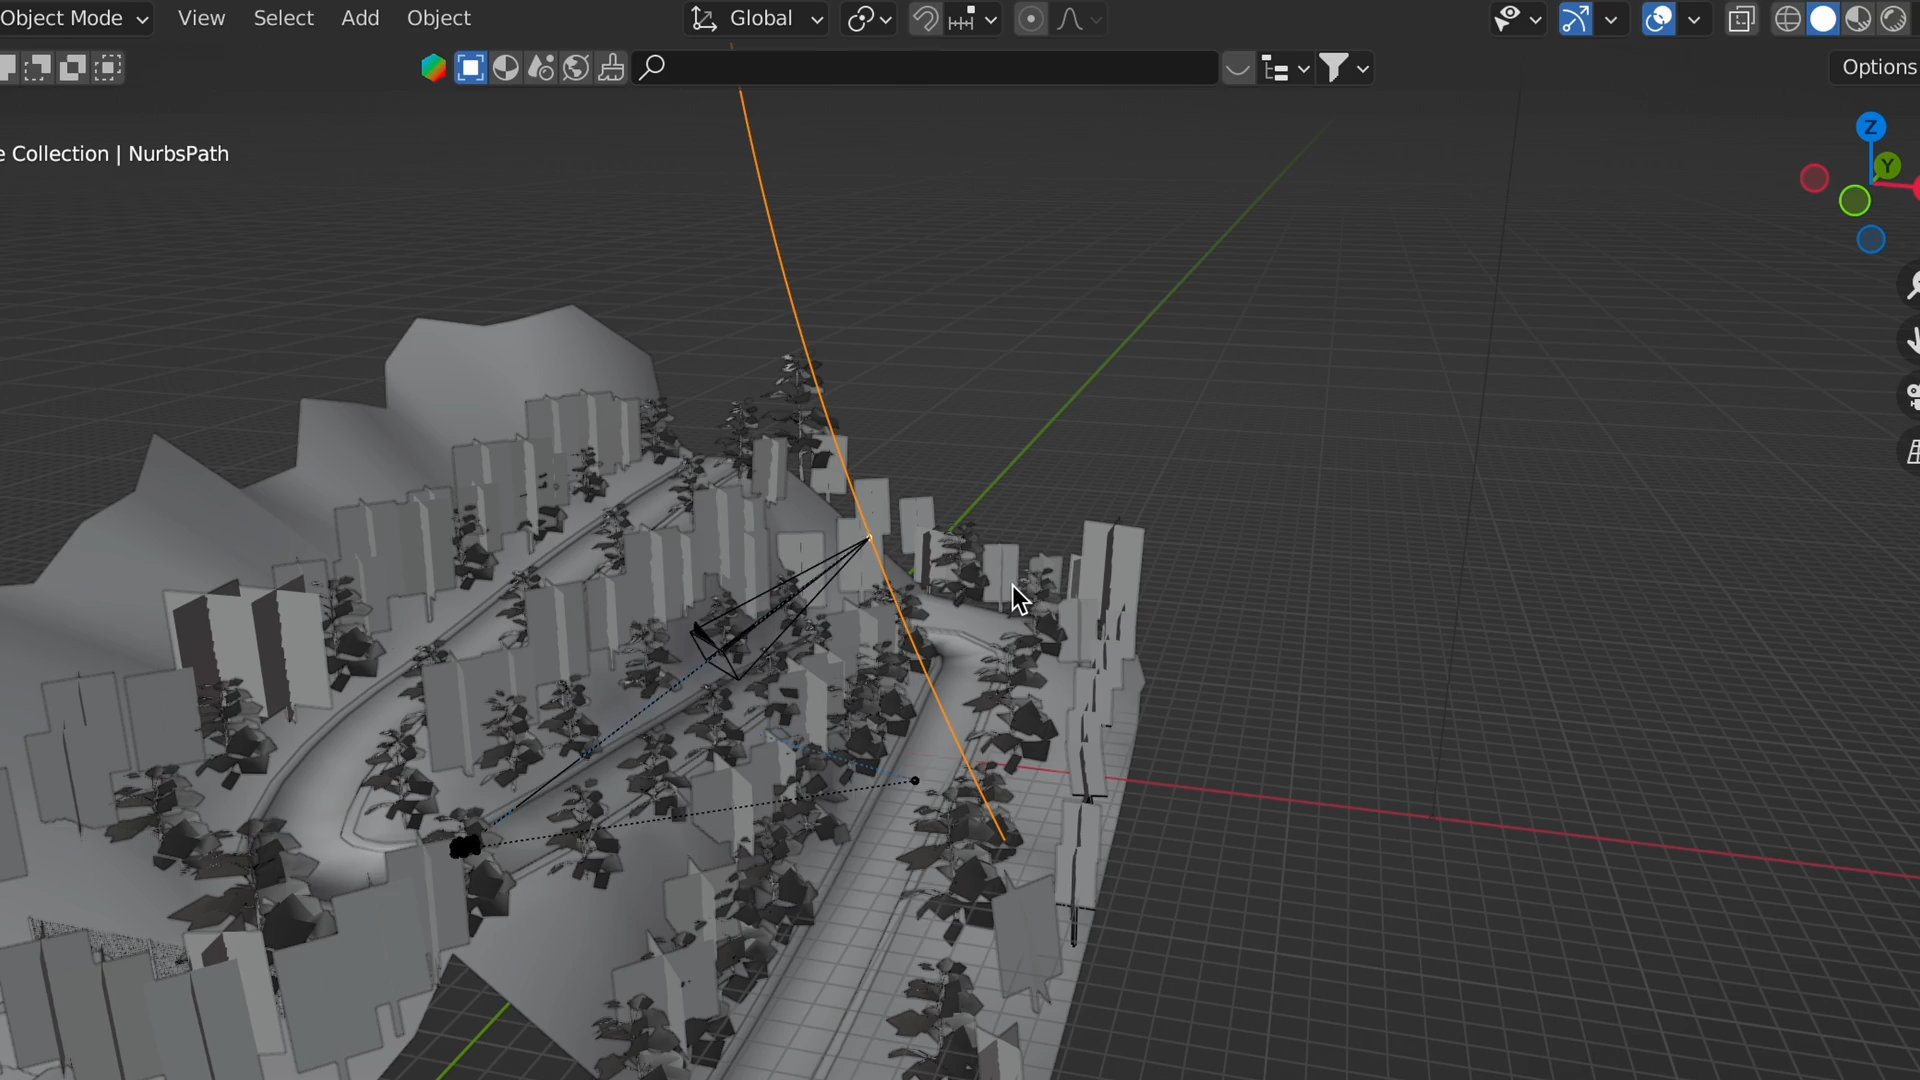 Object Mode View Select Add Object Global
Options
e Collection | NurbsPath
Z
Y